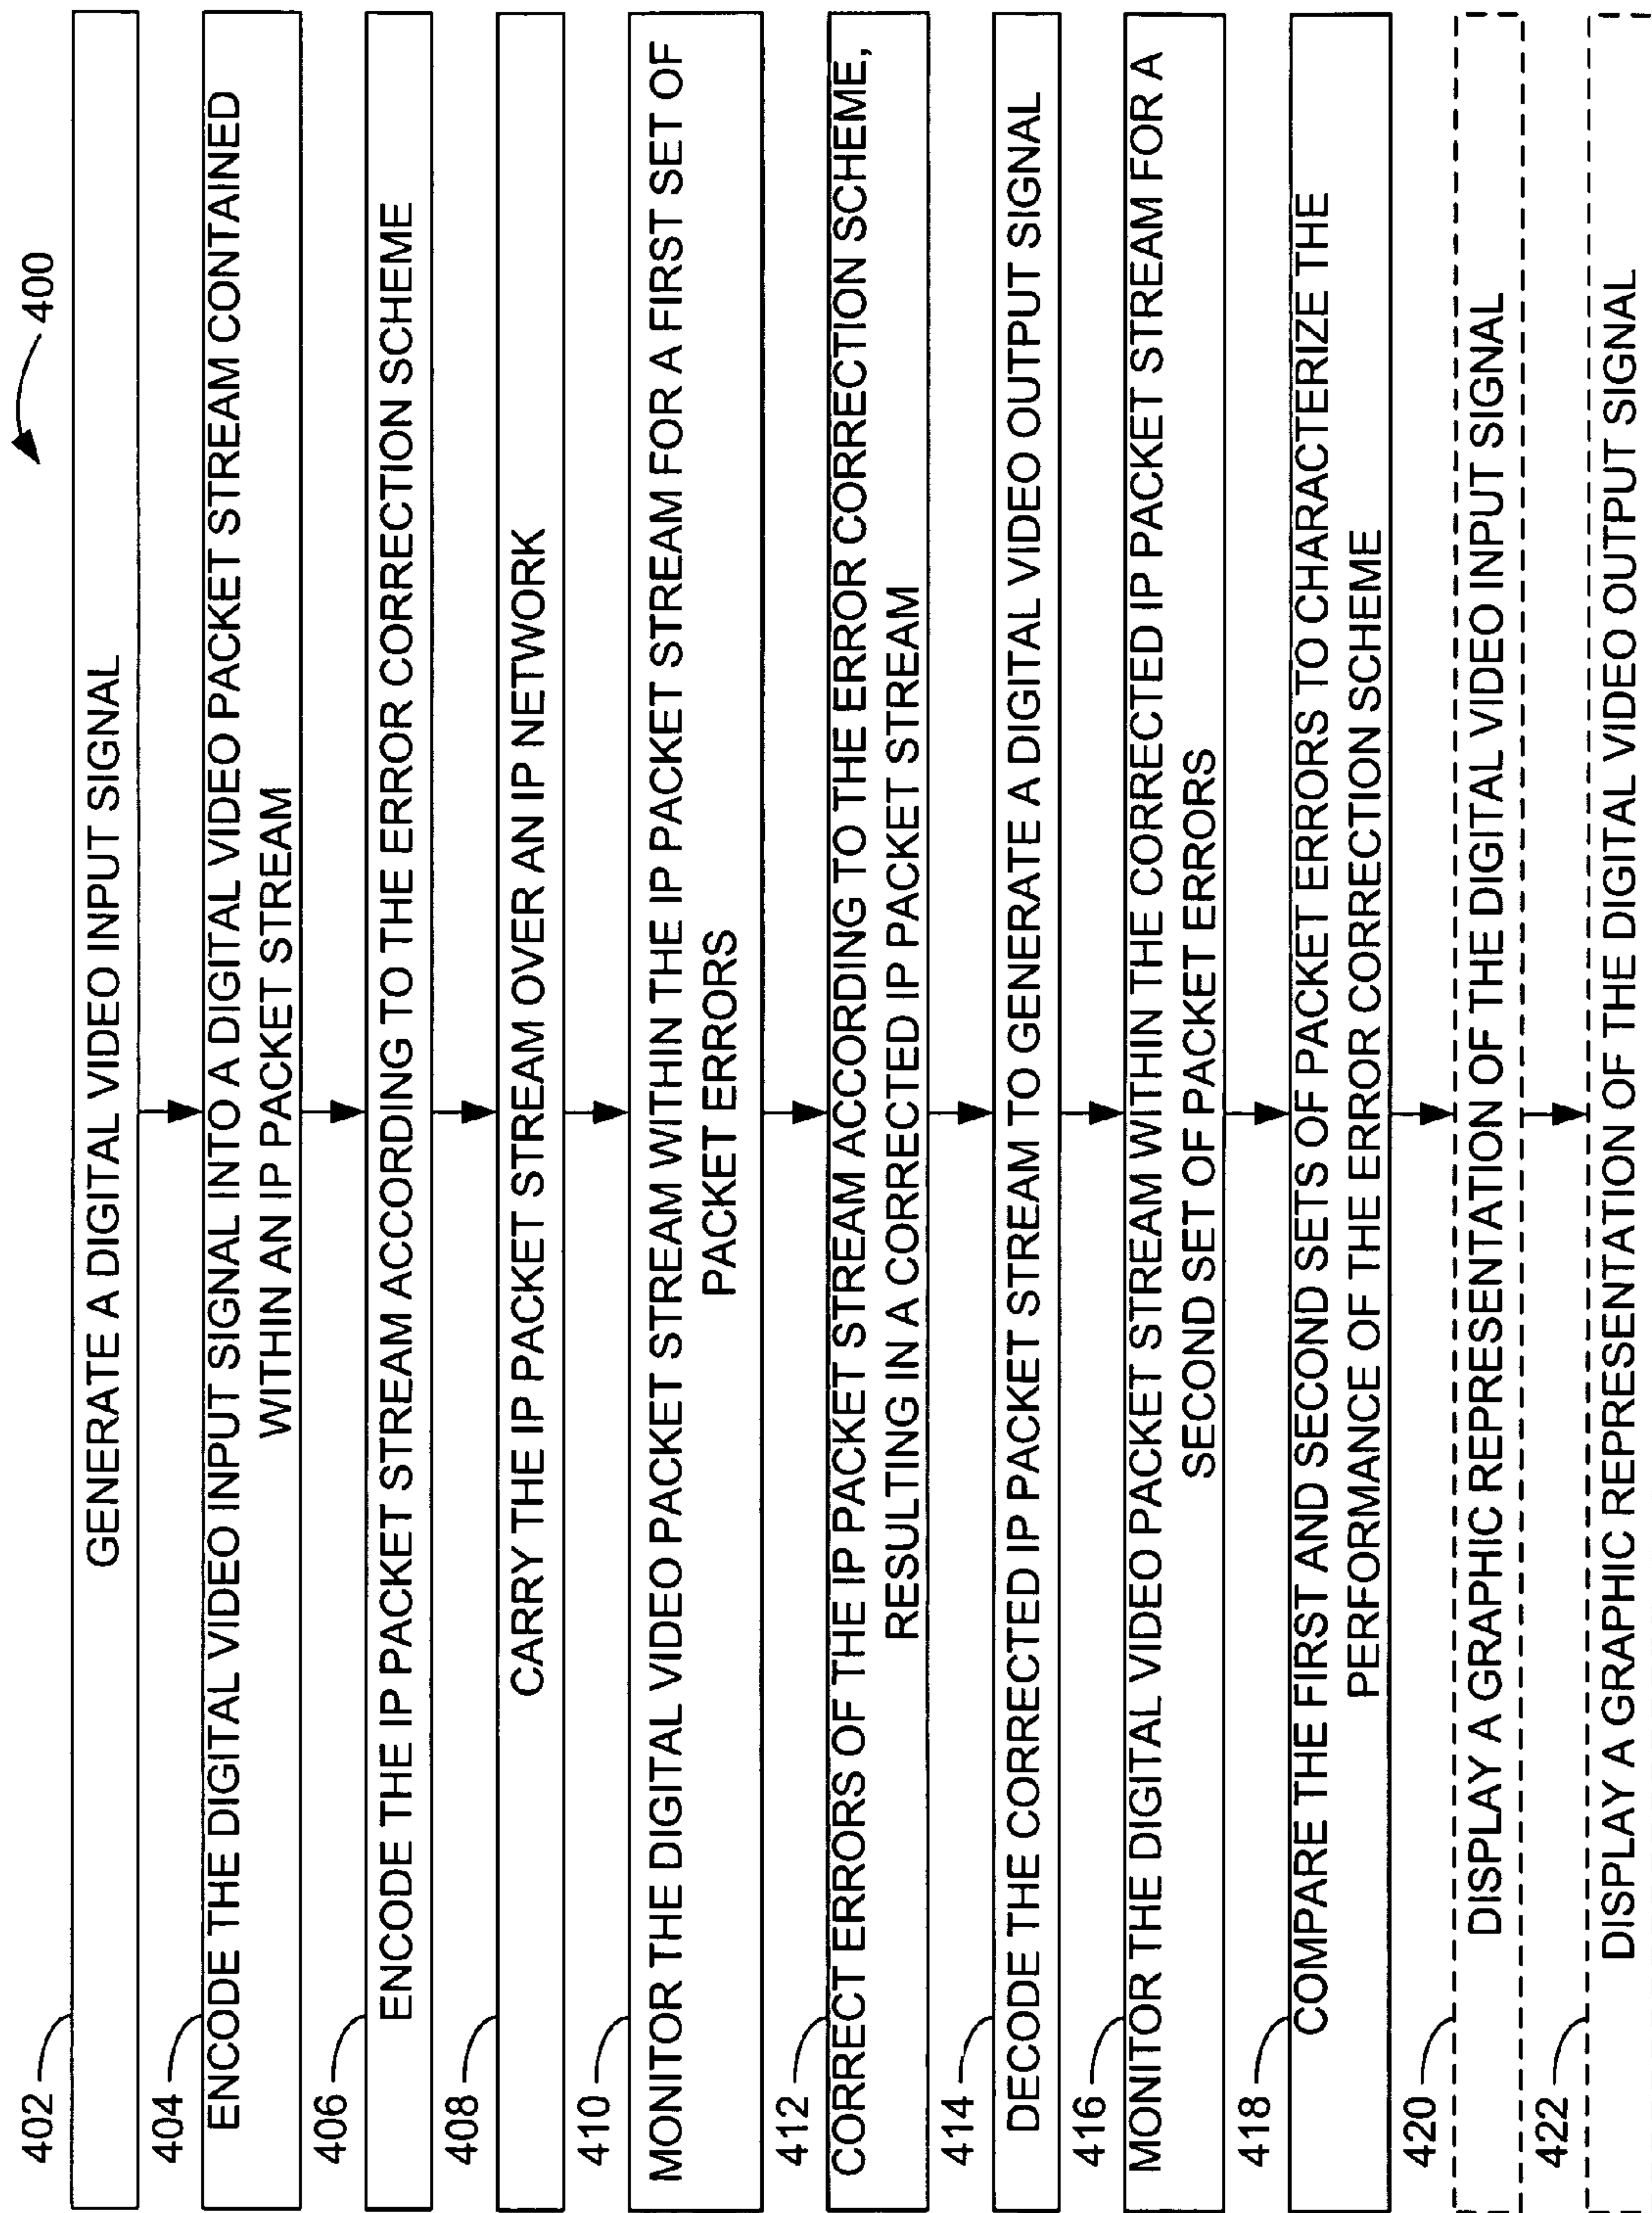 400
402
GENERATE A DIGITAL VIDEO INPUT SIGNAL
404
ENCODE THE DIGITAL VIDEO INPUT SIGNAL INTO A DIGITAL VIDEO PACKET STREAM CONTAINED
WITHIN AN IP PACKET STREAM
406
ENCODE THE IP PACKET STREAM ACCORDING TO THE ERROR CORRECTION SCHEME
408
CARRY THE IP PACKET STREAM OVER AN IP NETWORK
410
MONITOR THE DIGITAL VIDEO PACKET STREAM WITHIN THE IP PACKET STREAM FOR A FIRST SET OF
PACKET ERRORS
412
CORRECT ERRORS OF THE IP PACKET STREAM ACCORDING TO THE ERROR CORRECTION SCHEME,
RESULTING IN A CORRECTED IP PACKET STREAM
414
DECODE THE CORRECTED IP PACKET STREAM TO GENERATE A DIGITAL VIDEO OUTPUT SIGNAL
416
MONITOR THE DIGITAL VIDEO PACKET STREAM WITHIN THE CORRECTED IP PACKET STREAM FOR A
SECOND SET OF PACKET ERRORS
418
COMPARE THE FIRST AND SECOND SETS OF PACKET ERRORS TO CHARACTERIZE THE
PERFORMANCE OF THE ERROR CORRECTION SCHEME
420
DISPLAY A GRAPHIC REPRESENTATION OF THE DIGITAL VIDEO INPUT SIGNAL
422
DISPLAY A GRAPHIC REPRESENTATION OF THE DIGITAL VIDEO OUTPUT SIGNAL